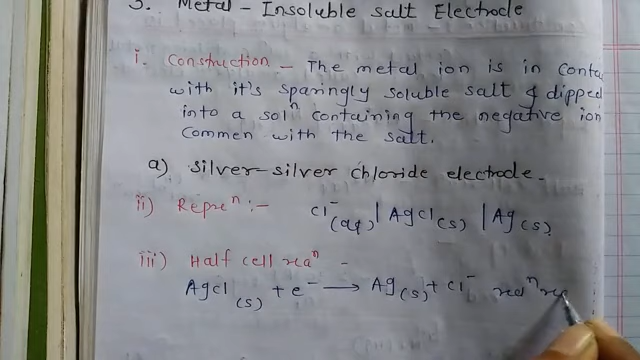 3. Metal - Insoluble salt Electrode
i. Construction - The metal ion is in conta
with it's sparingly soluble salt & dipped
into a solⁿ containing the negative ion
commen with the salt.
a) silver-silver chloride electrode.
ii) Repreⁿ :- Cl⁻(aq) | AgCl(s) | Ag(s).
iii) Half cell reaⁿ -
AgCl(s) + e⁻ ⟶ Ag(s) + Cl⁻ reaⁿ